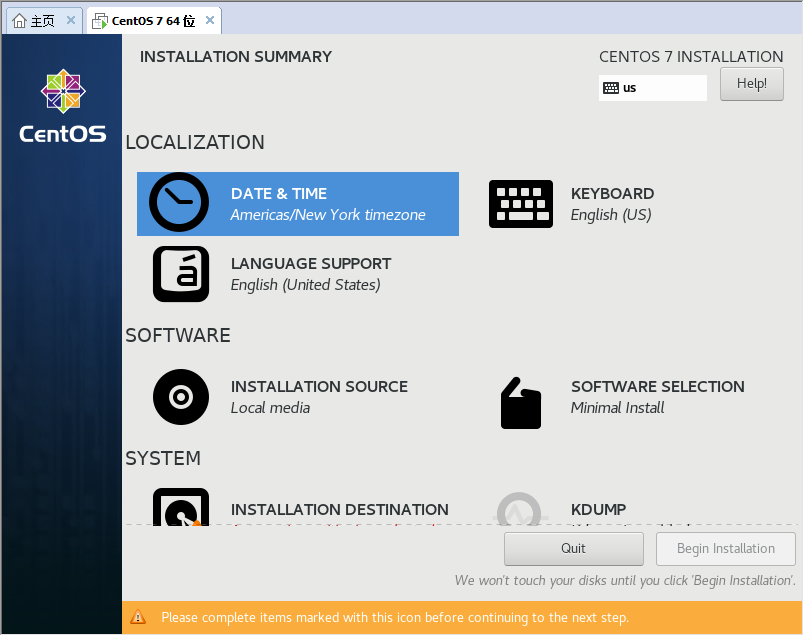 主页
CentOS 7 64 位
INSTALLATION SUMMARY
CENTOS 7 INSTALLATION
us
Help!
CentOS
LOCALIZATION
DATE & TIME
Americas/New York timezone
KEYBOARD
English (US)
LANGUAGE SUPPORT
English (United States)
SOFTWARE
INSTALLATION SOURCE
Local media
SOFTWARE SELECTION
Minimal Install
SYSTEM
INSTALLATION DESTINATION
KDUMP
Quit
Begin Installation
We won't touch your disks until you click 'Begin Installation'.
Please complete items marked with this icon before continuing to the next step.